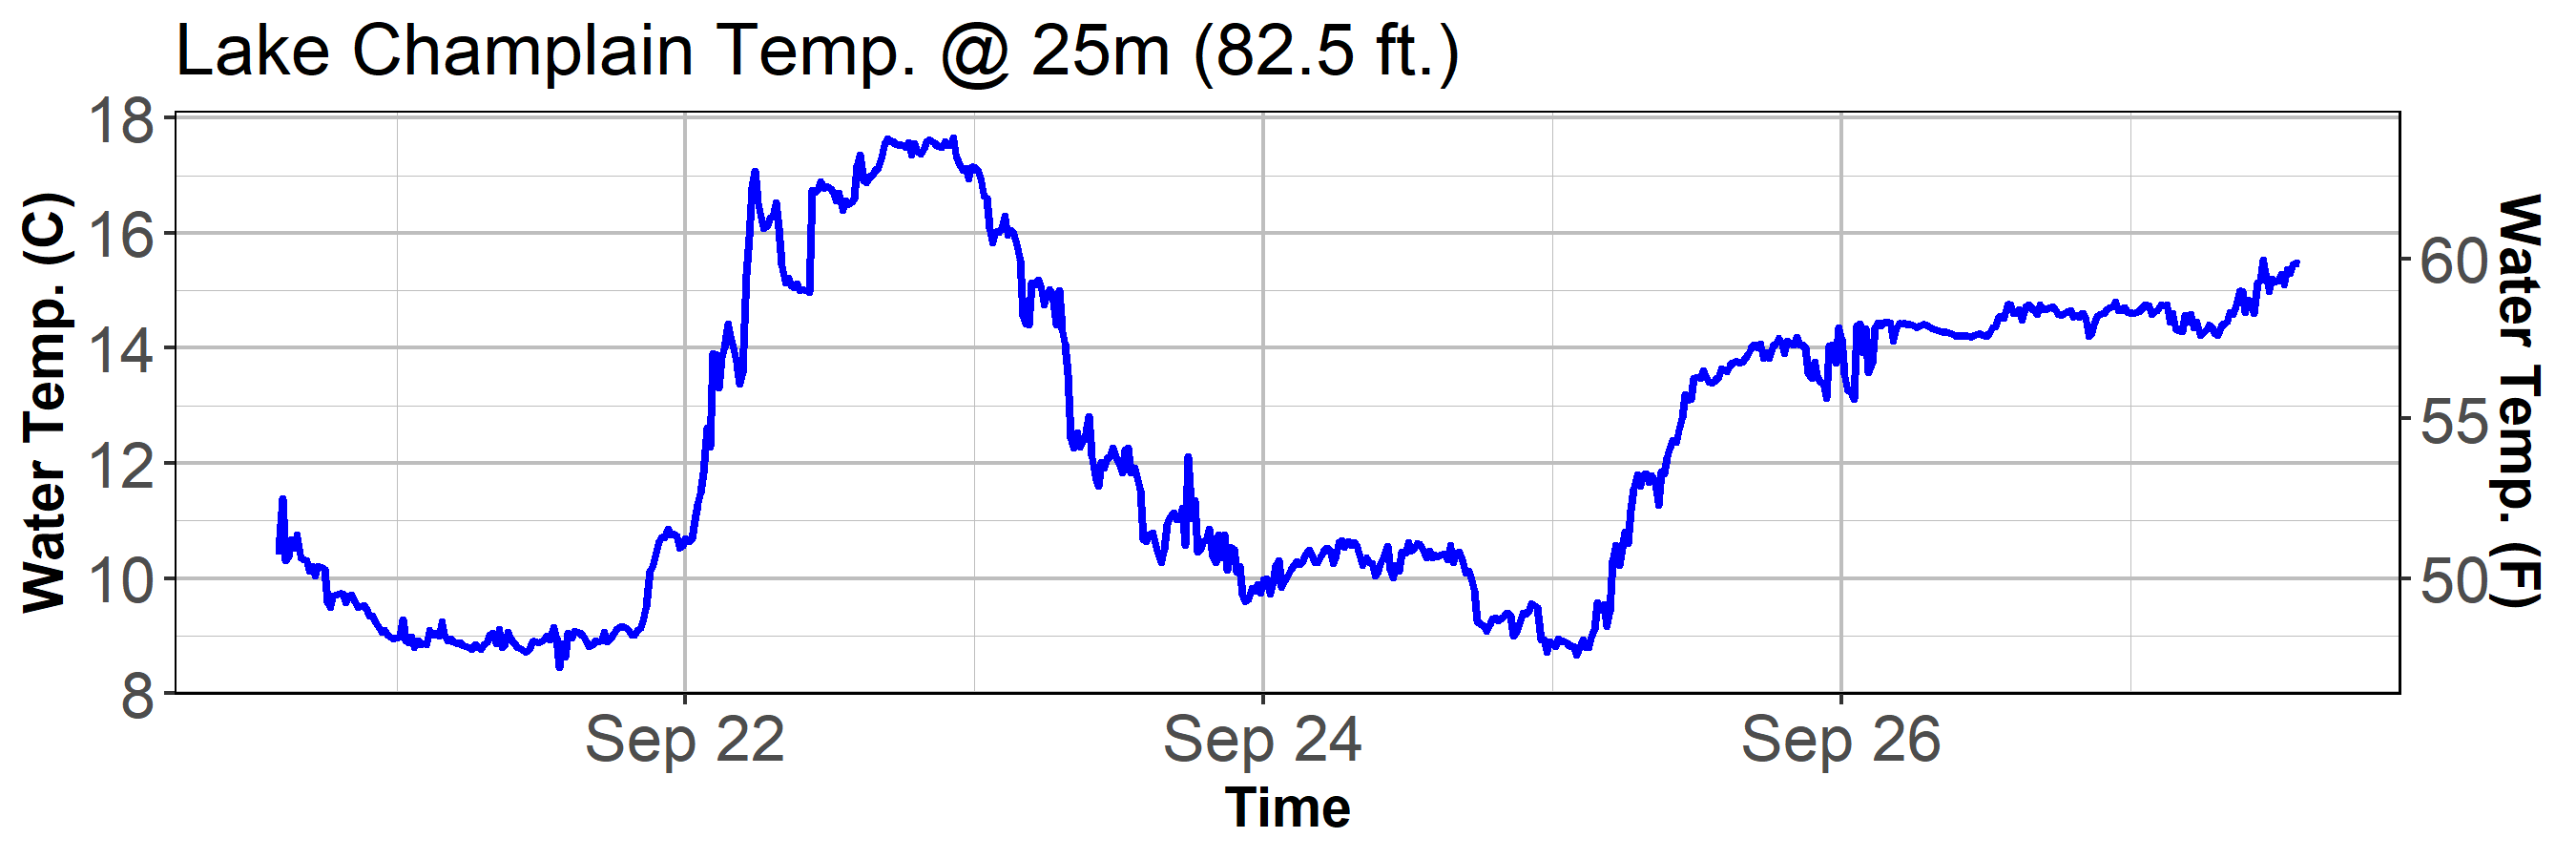 Lake Champlain Temp. @ 25m (82.5 ft.)
Water Temp. (C)
18
16
14
12
10
8
60
55
50
Water Temp. (F)
Sep 22 Sep 24 Sep 26
Time